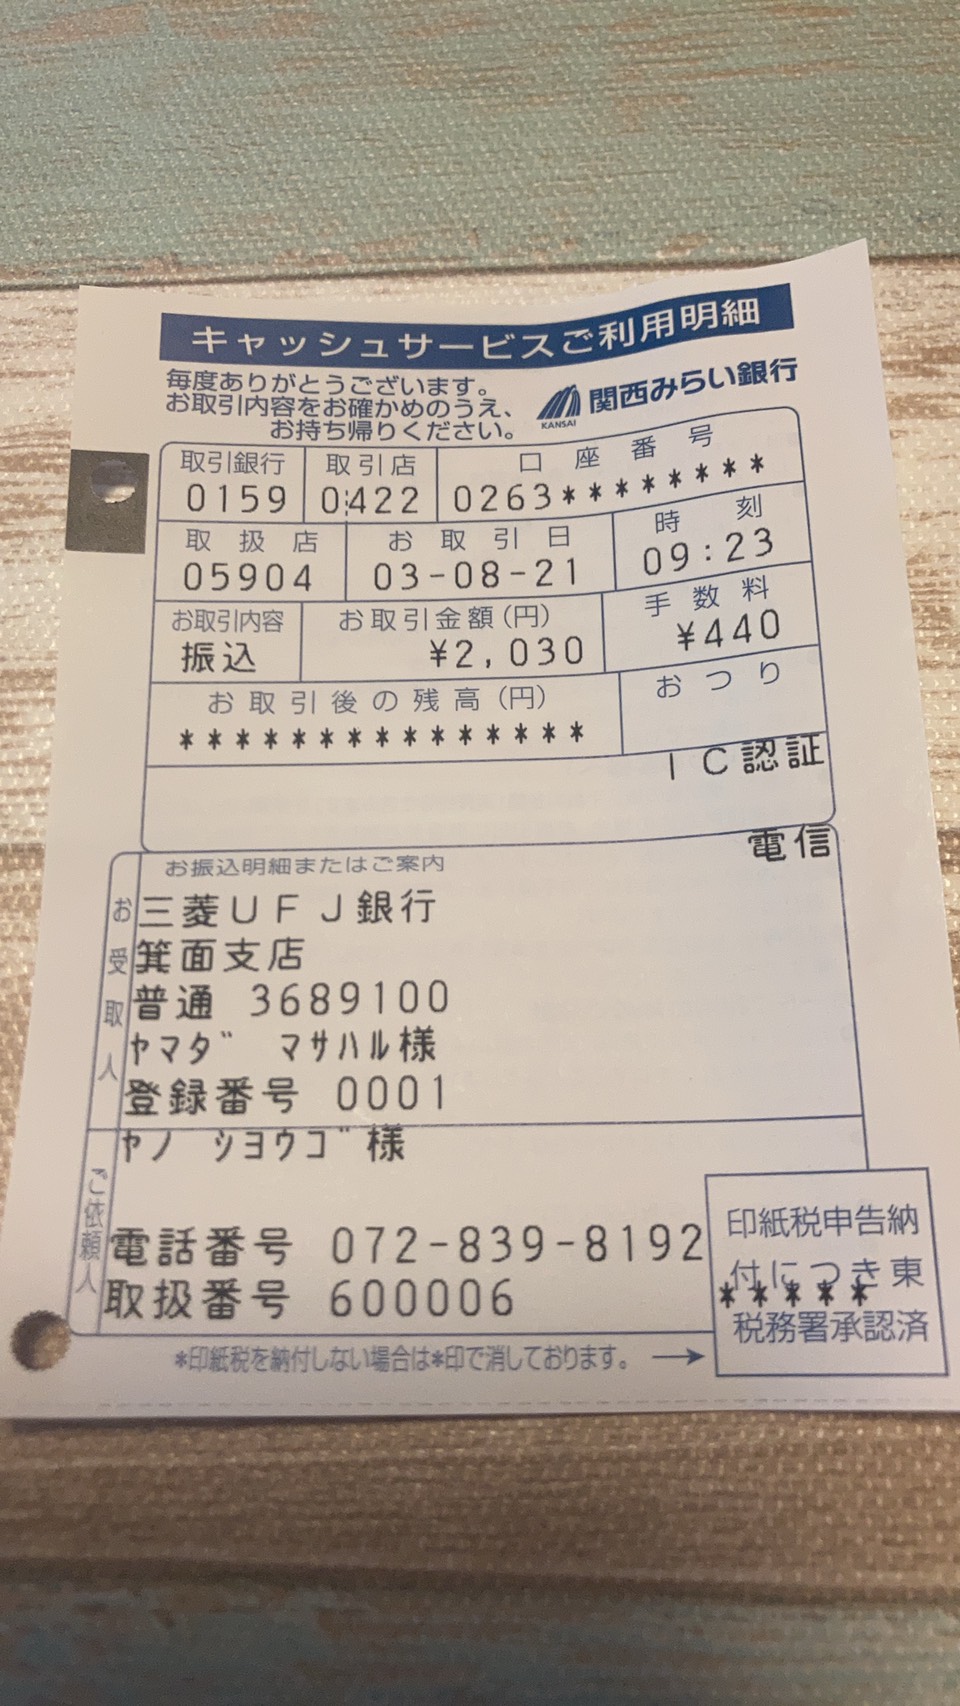 キャッシュサービスご利用明細
毎度ありがとうございます。
お取引内容をお確かめのうえ、
お持ち帰りください。
KANSAI 関西みらい銀行
取引銀行 取引店 口座番号
0159 0422 0263********
取扱店 お取引日 時刻
05904 03-08-21 09:23
お取引内容 お取引金額(円) 手数料
振込 ¥2,030 ¥440
お取引後の残高(円) おつり
***************
IC認証
電信
お振込明細またはご案内
お受取人
三菱UFJ銀行
箕面支店
普通 3689100
ヤマダ マサハル様
登録番号 0001
ご依頼人
ヤノ シヨウゴ様
電話番号 072-839-8192
取扱番号 600006
印紙税申告納
付につき東
*****
税務署承認済
*印紙税を納付しない場合は*印で消しております。 →